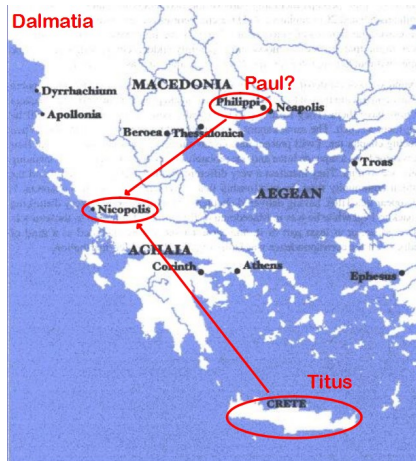 Dalmatia
Paul?
MACEDONIA
Philippi
Dyrrhachium
Neapolis
Apollonia
Beroea
Thessalonica
Troas
AEGEAN
Nicopolis
ACHAIA
Corinth
Athens
Ephesus
Titus
CRETE